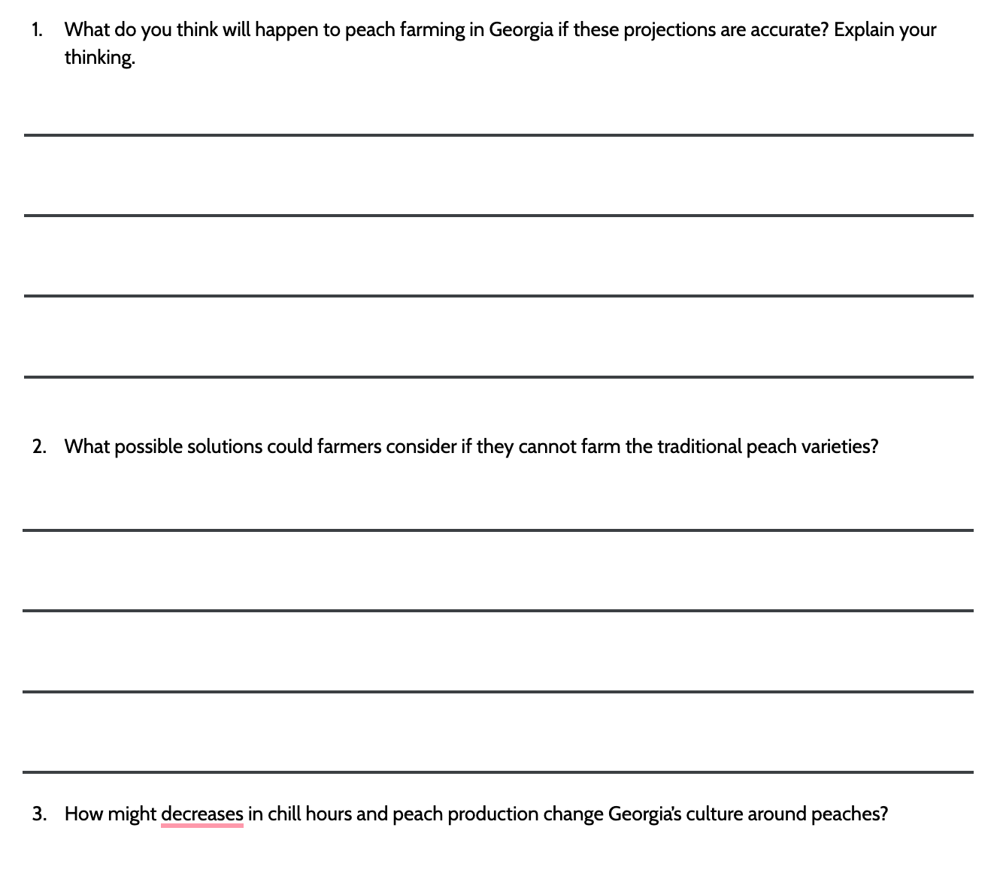 1. What do you think will happen to peach farming in Georgia if these projections are accurate? Explain your
thinking.
2. What possible solutions could farmers consider if they cannot farm the traditional peach varieties?
3. How might decreases in chill hours and peach production change Georgia's culture around peaches?